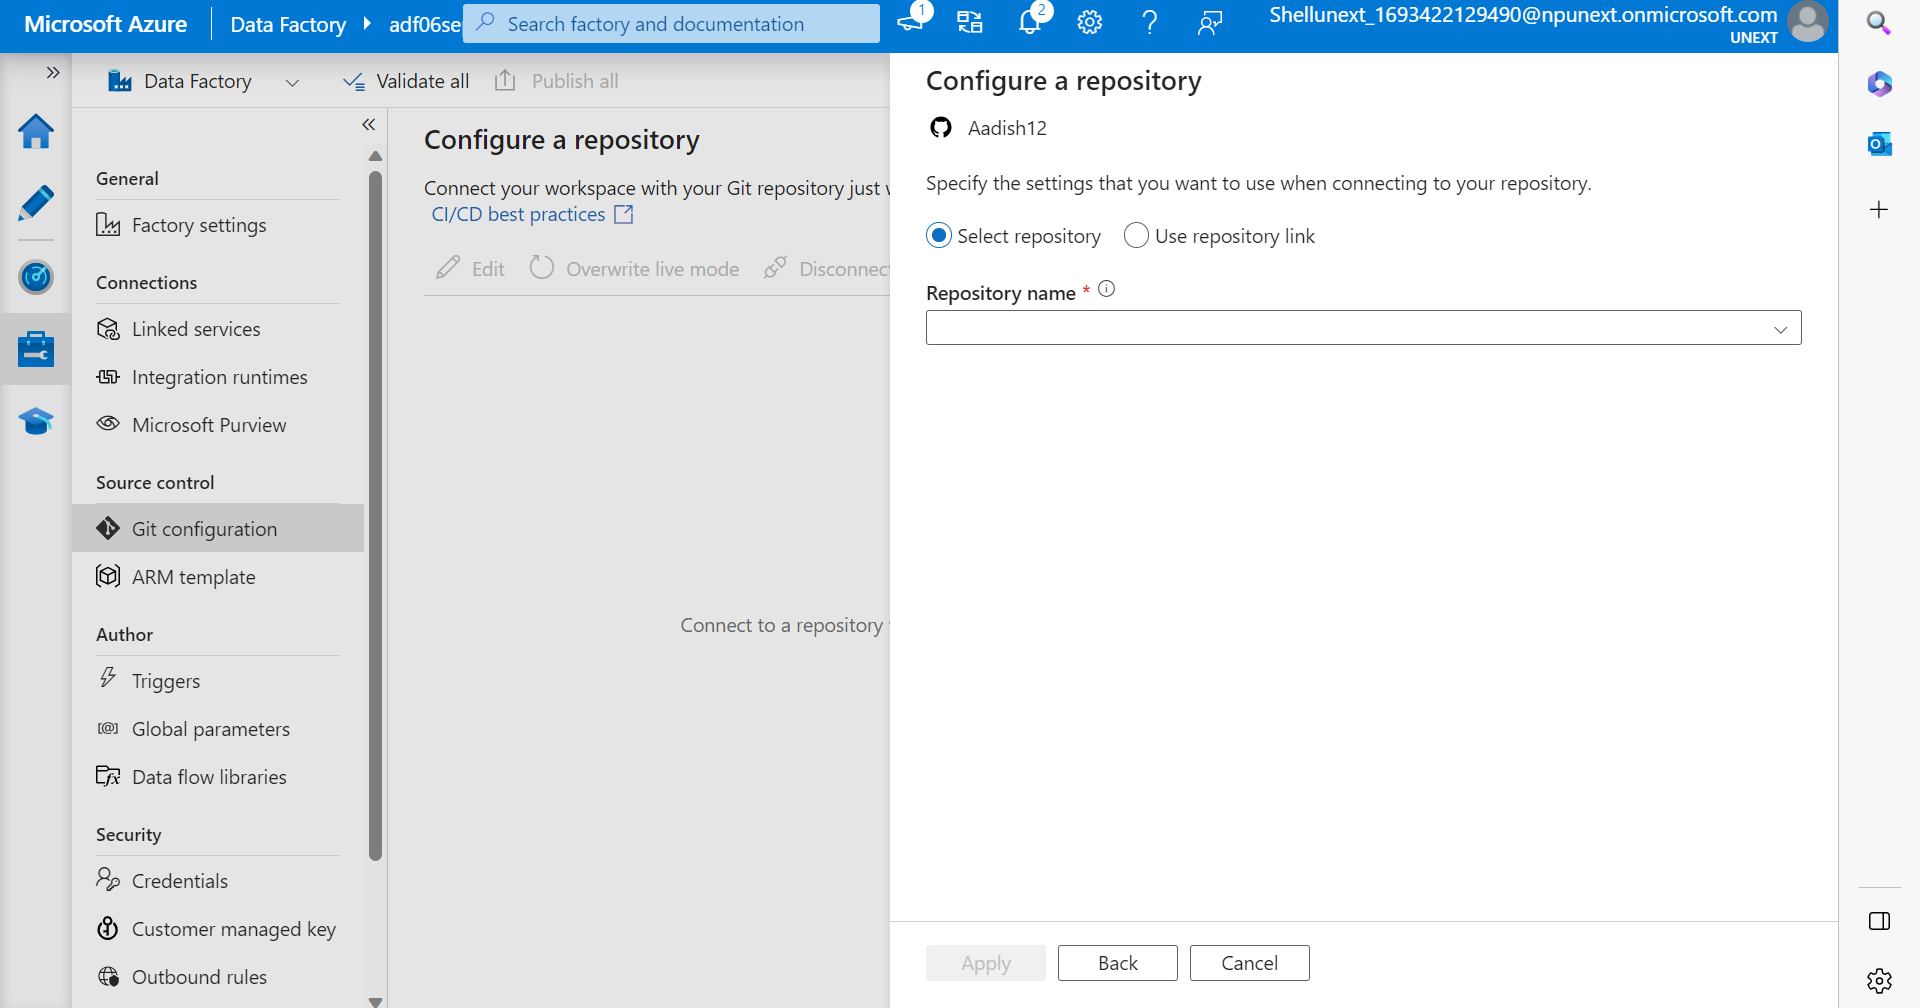 Microsoft Azure
Data Factory
adf06se
Search factory and documentation
1
2
Shellunext_1693422129490@npunext.onmicrosoft.com
UNEXT
Data Factory
Validate all
Publish all
General
Factory settings
Connections
Linked services
Integration runtimes
Microsoft Purview
Source control
Git configuration
ARM template
Author
Triggers
Global parameters
Data flow libraries
Security
Credentials
Customer managed key
Outbound rules
Configure a repository
Connect your workspace with your Git repository just
CI/CD best practices
Edit
Overwrite live mode
Disconnect
Connect to a repository
Configure a repository
Aadish12
Specify the settings that you want to use when connecting to your repository.
Select repository
Use repository link
Repository name *
Apply
Back
Cancel